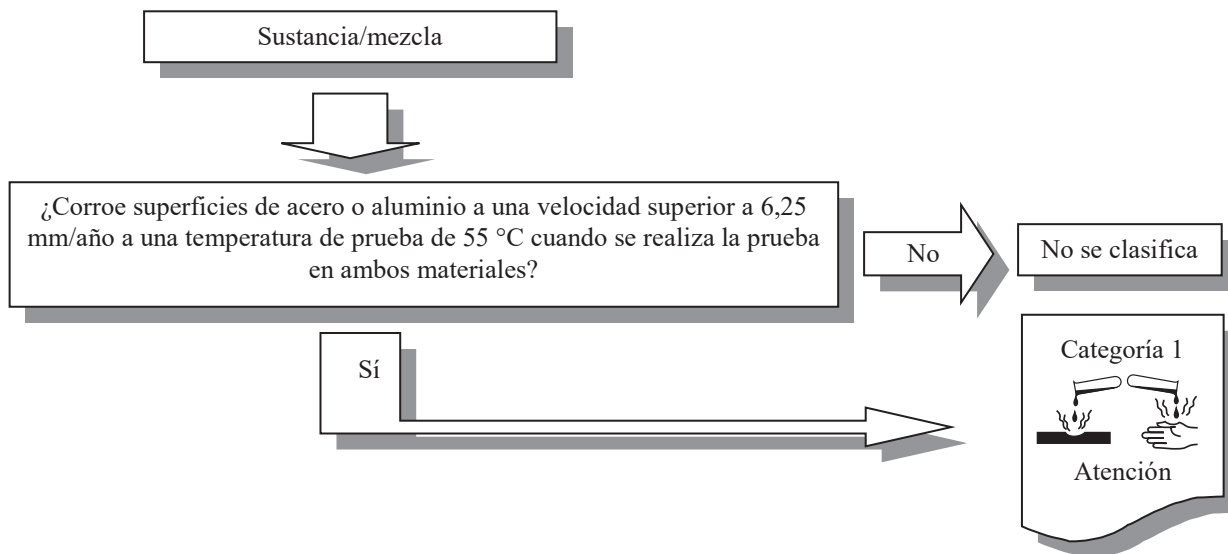 Sustancia/mezcla
¿Corroe superficies de acero o aluminio a una velocidad superior a 6,25
mm/año a una temperatura de prueba de 55 °C cuando se realiza la prueba
en ambos materiales?
No
No se clasifica
Sí
Categoría 1
Atención